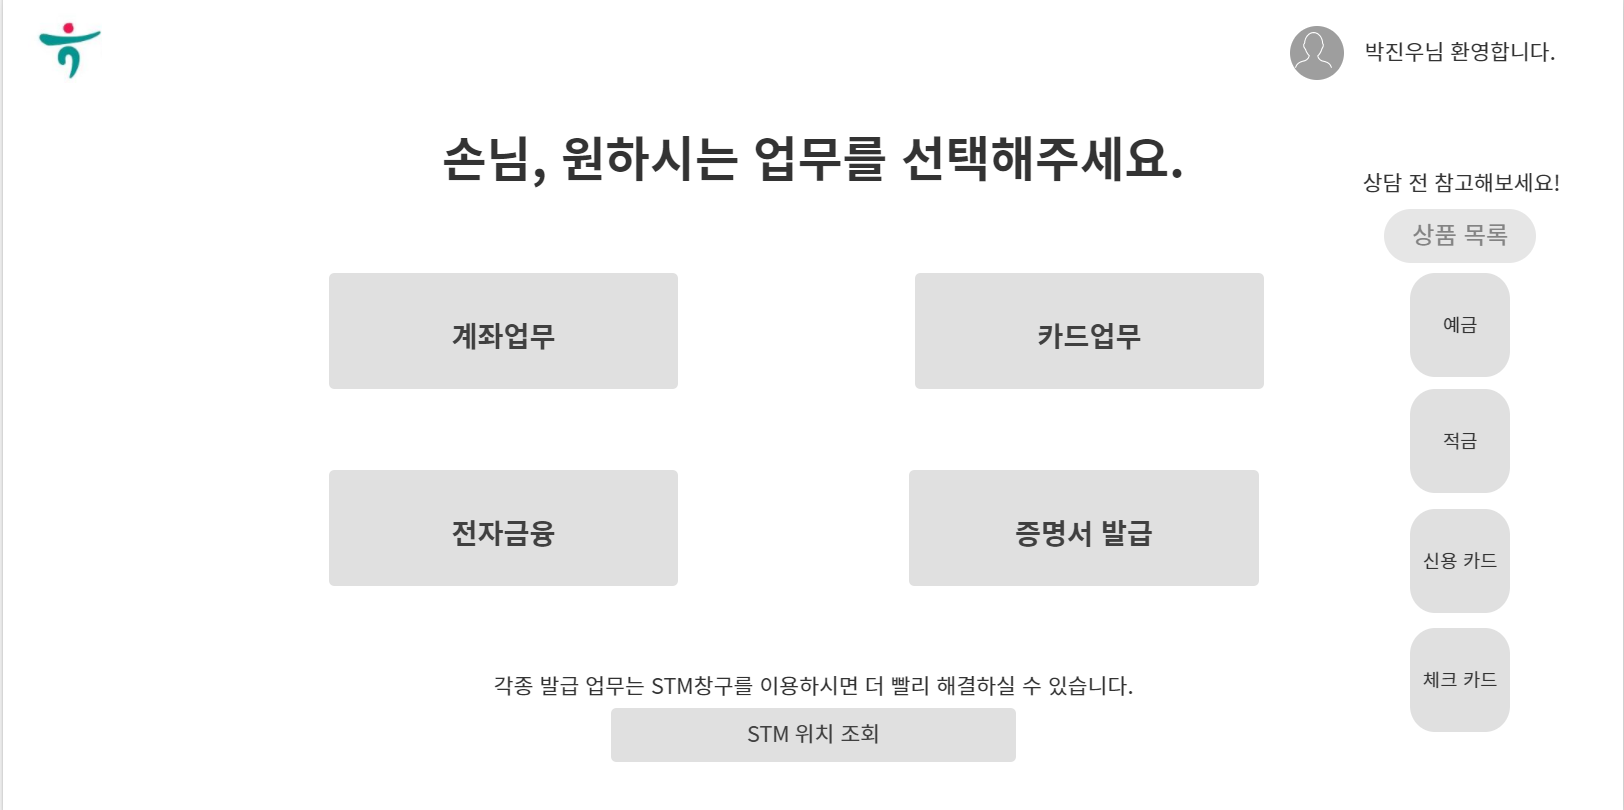 박진우님 환영합니다.
손님, 원하시는 업무를 선택해주세요.
상담 전 참고해보세요!
상품 목록
계좌업무
카드업무
예금
적금
전자금융
증명서 발급
신용 카드
체크 카드
각종 발급 업무는 STM창구를 이용하시면 더 빨리 해결하실 수 있습니다.
STM 위치 조회